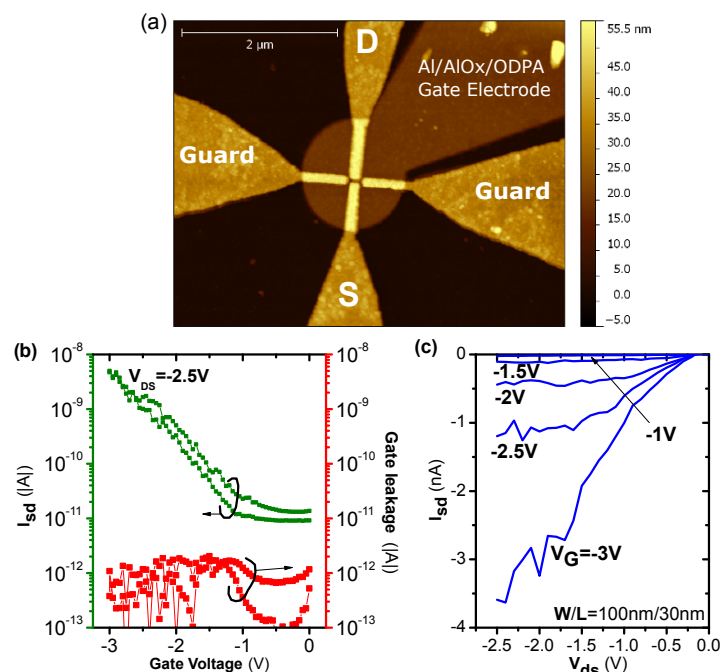 (a)
2 µm
D
Al/AlOx/ODPA
Gate Electrode
Guard
Guard
S
55.5 nm
45.0
40.0
35.0
30.0
25.0
20.0
15.0
10.0
5.0
0.0
−5.0
(b)
V_DS=-2.5V
10^-8
10^-9
10^-10
10^-11
10^-12
10^-13
I_sd (|A|)
10^-8
10^-9
10^-10
10^-11
10^-12
10^-13
Gate leakage (|A|)
-3 -2 -1 0
Gate Voltage (V)
(c)
0
-1
-2
-3
-4
I_sd (nA)
-1.5V
-2V
-1V
-2.5V
V_G=-3V
W/L=100nm/30nm
-2.5 -2.0 -1.5 -1.0 -0.5 0.0
V_ds (V)